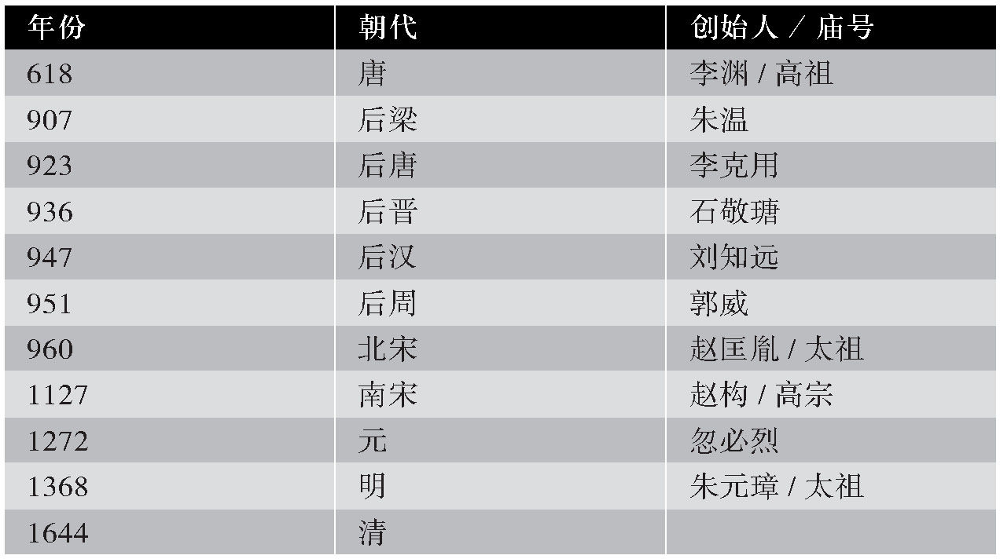 年份 朝代 创始人 / 庙号
618 唐 李渊 / 高祖
907 后梁 朱温
923 后唐 李克用
936 后晋 石敬瑭
947 后汉 刘知远
951 后周 郭威
960 北宋 赵匡胤 / 太祖
1127 南宋 赵构 / 高宗
1272 元 忽必烈
1368 明 朱元璋 / 太祖
1644 清